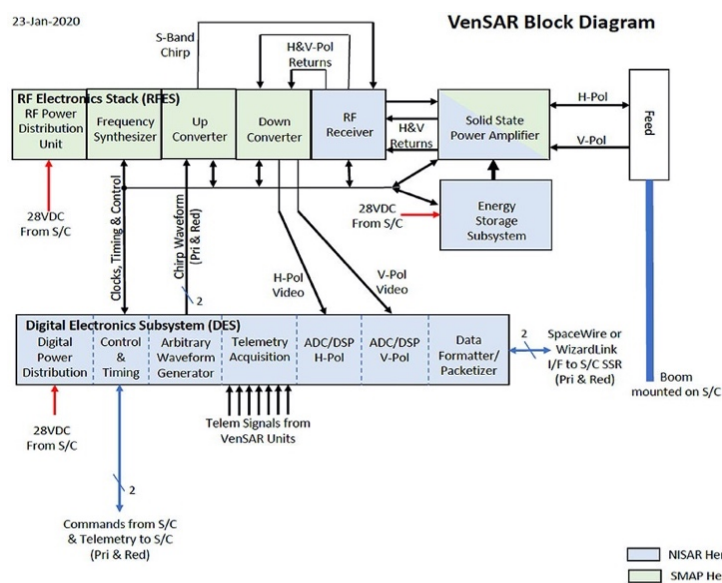 23-Jan-2020
VenSAR Block Diagram
S-Band
Chirp
H&V-Pol
Returns
RF Electronics Stack (RFES)
RF Power
Distribution
Unit
Frequency
Synthesizer
Up
Converter
Down
Converter
RF
Receiver
H&V
Returns
Solid State
Power Amplifier
H-Pol
V-Pol
Feed
28VDC
From S/C
Clocks, Timing & Control
Chirp Waveform
(Pri & Red)
2
28VDC
From S/C
Energy
Storage
Subsystem
H-Pol
Video
V-Pol
Video
Digital Electronics Subsystem (DES)
Digital
Power
Distribution
Control
&
Timing
Arbitrary
Waveform
Generator
Telemetry
Acquisition
ADC/DSP
H-Pol
ADC/DSP
V-Pol
Data
Formatter/
Packetizer
2
SpaceWire or
WizardLink
I/F to S/C SSR
(Pri & Red)
Boom
mounted on S/C
28VDC
From S/C
Telem Signals from
VenSAR Units
2
Commands from S/C
& Telemetry to S/C
(Pri & Red)
NISAR Her
SMAP He